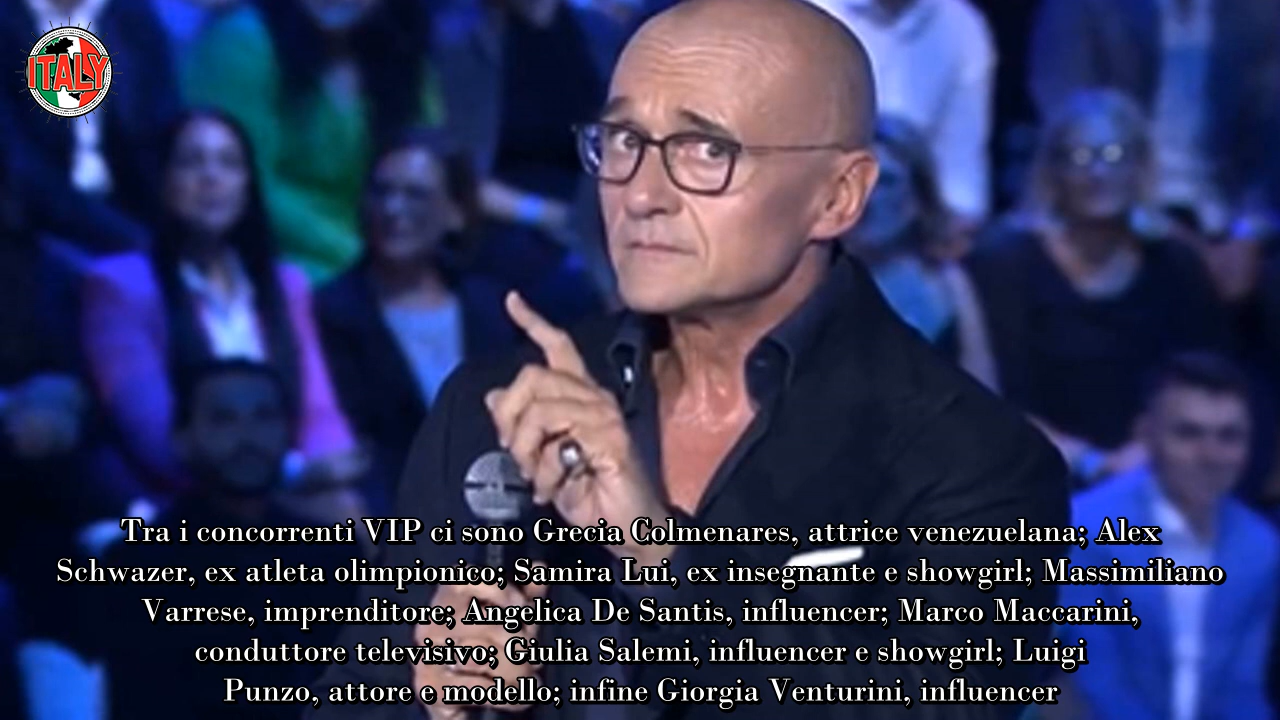 ITALY
Tra i concorrenti VIP ci sono Grecia Colmenares, attrice venezuelana; Alex
Schwazer, ex atleta olimpionico; Samira Lui, ex insegnante e showgirl; Massimiliano
Varrese, imprenditore; Angelica De Santis, influencer; Marco Maccarini,
conduttore televisivo; Giulia Salemi, influencer e showgirl; Luigi
Punzo, attore e modello; infine Giorgia Venturini, influencer